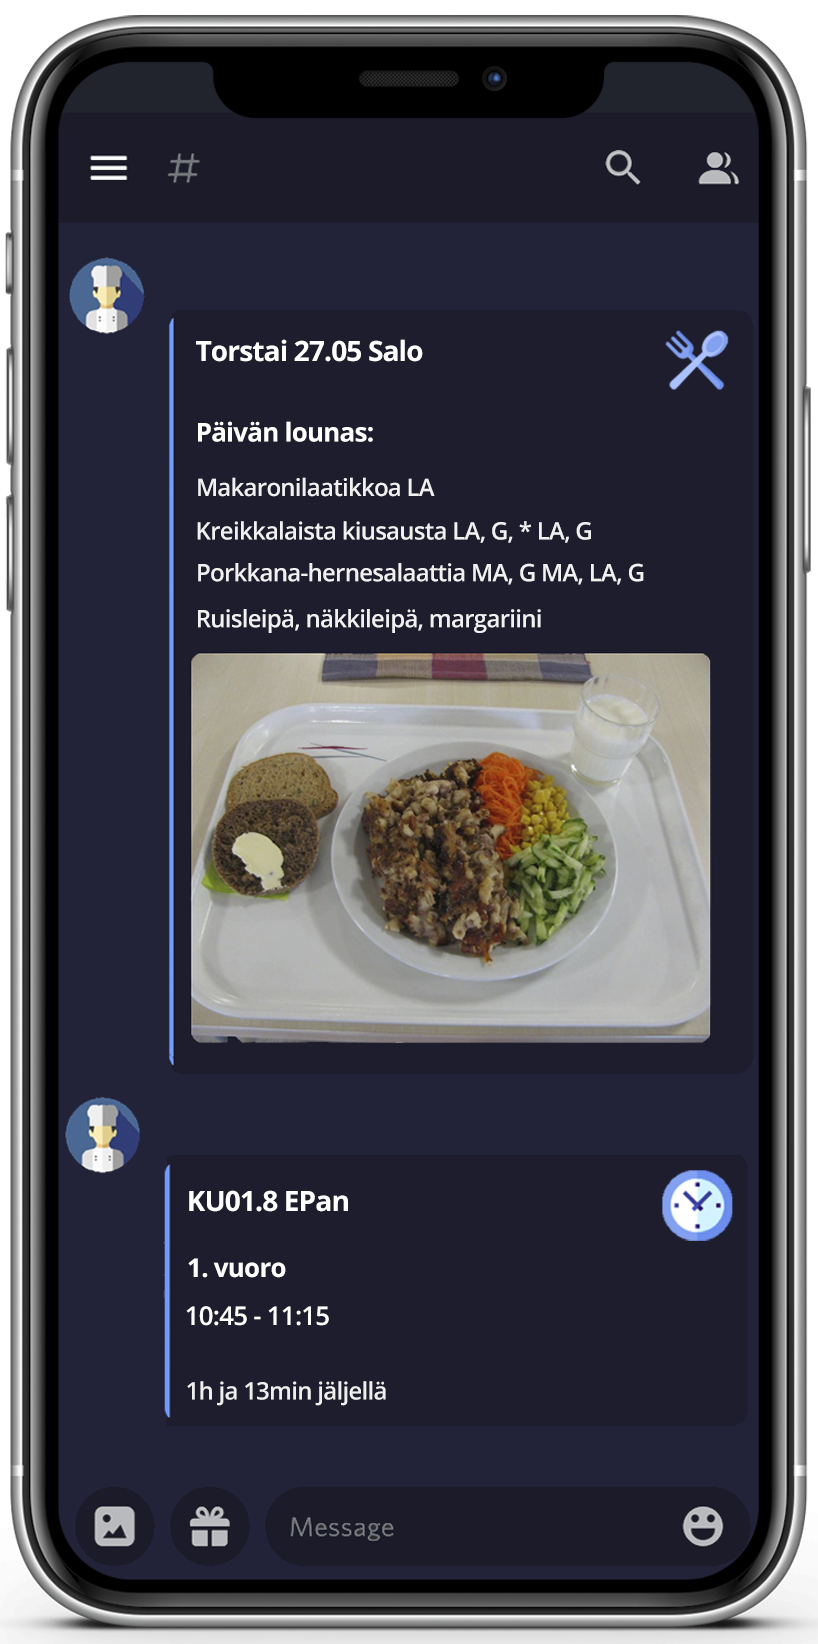 #
Torstai 27.05 Salo
Päivän lounas:
Makaronilaatikkoa LA
Kreikkalaista kiusausta LA, G, * LA, G
Porkkana-hernesalaattia MA, G MA, LA, G
Ruisleipä, näkkileipä, margariini
KU01.8 EPan
1. vuoro
10:45 - 11:15
1h ja 13min jäljellä
Message